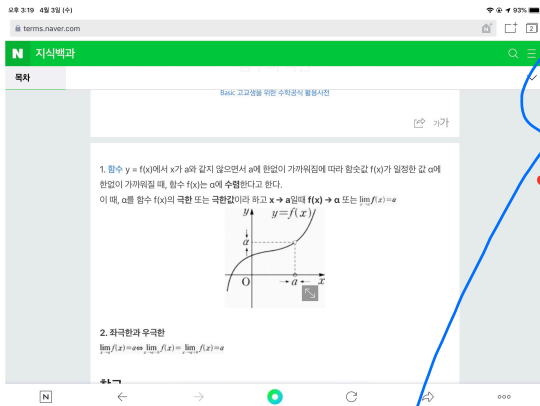 오후 3:19 4월 3일 (수)
93%
terms.naver.com
2
N 지식백과
목차
Basic 고교생을 위한 수학공식 활용사전
가가
1. 함수 y = f(x)에서 x가 a와 같지 않으면서 a에 한없이 가까워짐에 따라 함숫값 f(x)가 일정한 값 α에
한없이 가까워질 때, 함수 f(x)는 α에 수렴한다고 한다.
이 때, α를 함수 f(x)의 극한 또는 극한값이라 하고 x → a일때 f(x) → α 또는 lim f(x)=α
y y=f(x)
α
O a x
2. 좌극한과 우극한
lim f(x)=α⇔ lim f(x)= lim f(x)=α
N